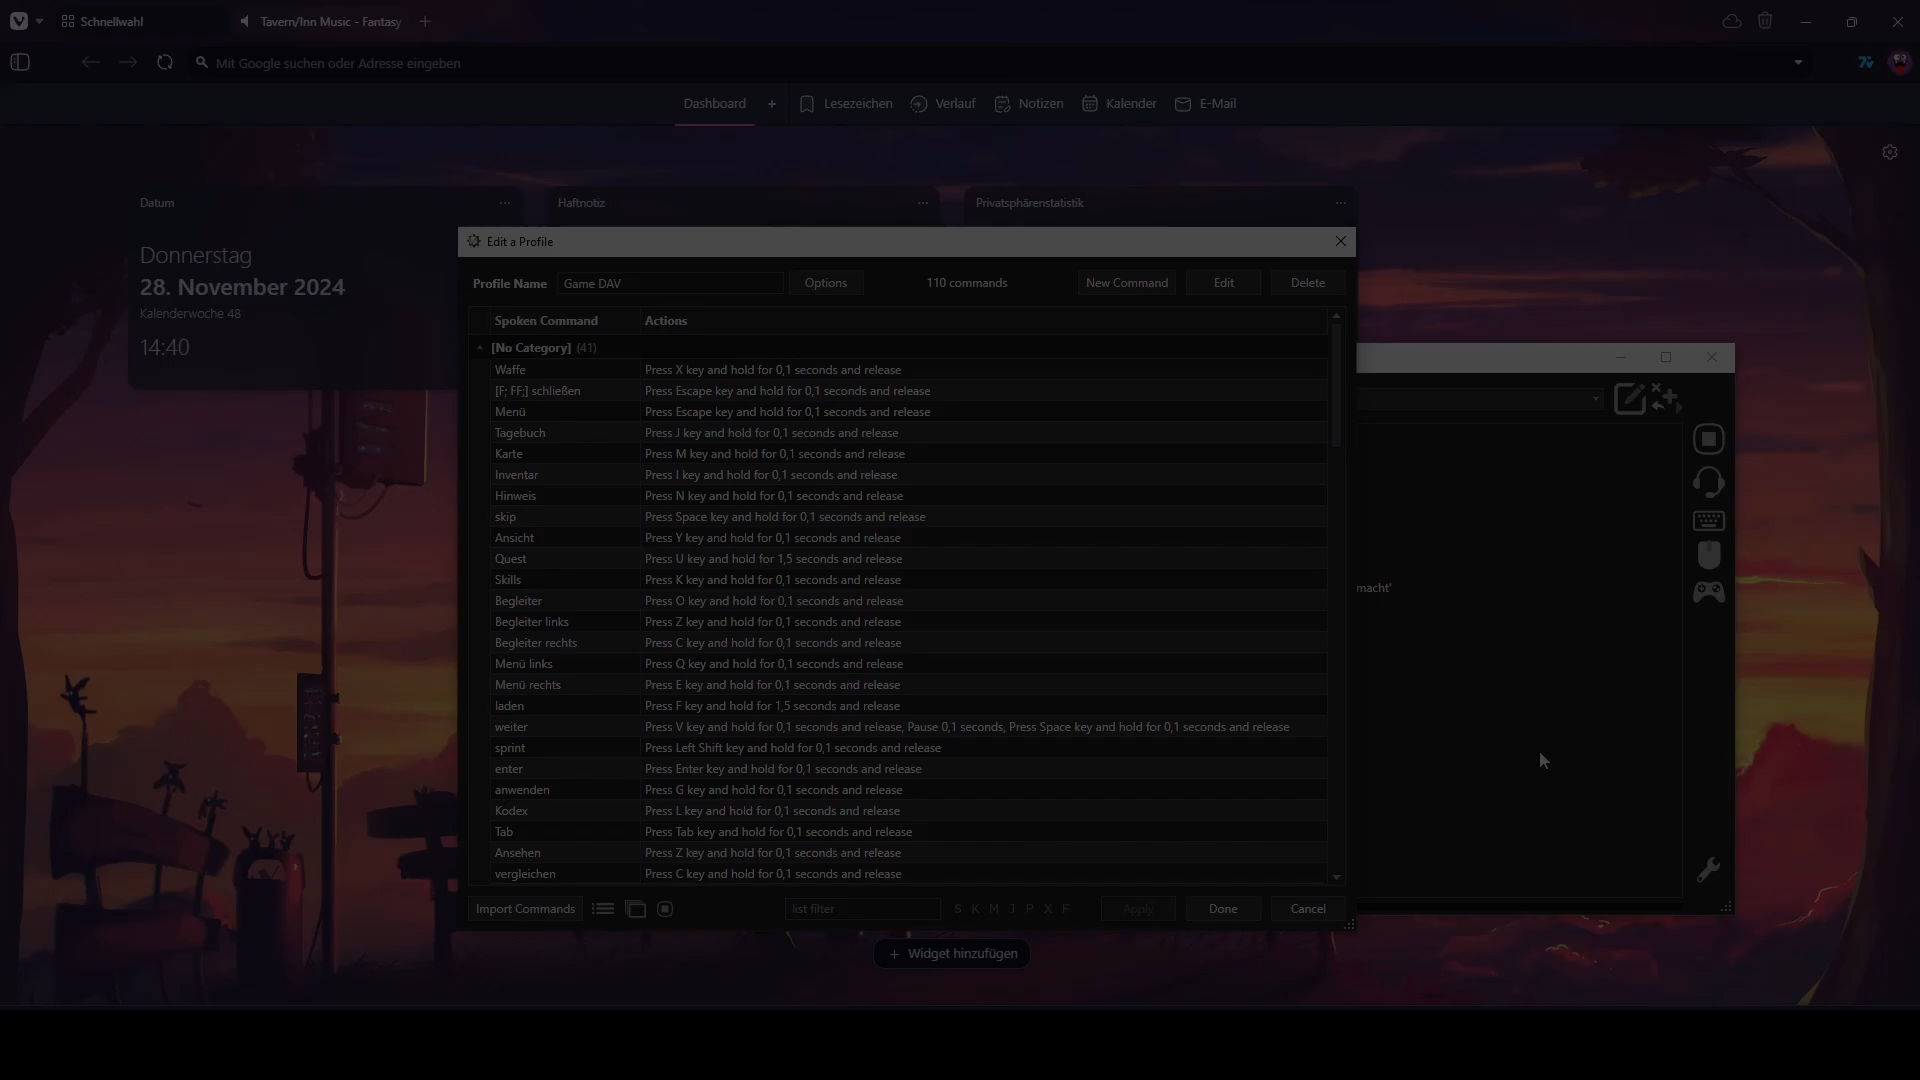 Schnellwahl
Tavern/Inn Music - Fantasy
Mit Google suchen oder Adresse eingeben
Dashboard
Lesezeichen
Verlauf
Notizen
Kalender
E-Mail
Datum
Haftnotiz
Privatsphärenstatistik
Donnerstag
28. November 2024
Kalenderwoche 48
14:40
Edit a Profile
Profile Name Game DAV Options 110 commands New Command Edit Delete
Spoken Command Actions
[No Category] (41)
Waffe Press X key and hold for 0,1 seconds and release
[F; FF;] schließen Press Escape key and hold for 0,1 seconds and release
Menü Press Escape key and hold for 0,1 seconds and release
Tagebuch Press J key and hold for 0,1 seconds and release
Karte Press M key and hold for 0,1 seconds and release
Inventar Press I key and hold for 0,1 seconds and release
Hinweis Press N key and hold for 0,1 seconds and release
skip Press Space key and hold for 0,1 seconds and release
Ansicht Press Y key and hold for 0,1 seconds and release
Quest Press U key and hold for 1,5 seconds and release
Skills Press K key and hold for 0,1 seconds and release
Begleiter Press O key and hold for 0,1 seconds and release
Begleiter links Press Z key and hold for 0,1 seconds and release
Begleiter rechts Press C key and hold for 0,1 seconds and release
Menü links Press Q key and hold for 0,1 seconds and release
Menü rechts Press E key and hold for 0,1 seconds and release
laden Press F key and hold for 1,5 seconds and release
weiter Press V key and hold for 0,1 seconds and release, Pause 0,1 seconds, Press Space key and hold for 0,1 seconds and release
sprint Press Left Shift key and hold for 0,1 seconds and release
enter Press Enter key and hold for 0,1 seconds and release
anwenden Press G key and hold for 0,1 seconds and release
Kodex Press L key and hold for 0,1 seconds and release
Tab Press Tab key and hold for 0,1 seconds and release
Ansehen Press Z key and hold for 0,1 seconds and release
vergleichen Press C key and hold for 0,1 seconds and release
Import Commands list filter S K M J P X F Apply Done Cancel
macht'
Widget hinzufügen